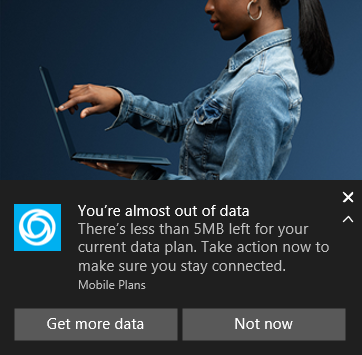 You're almost out of data
There's less than 5MB left for your
current data plan. Take action now to
make sure you stay connected.
Mobile Plans
Get more data
Not now